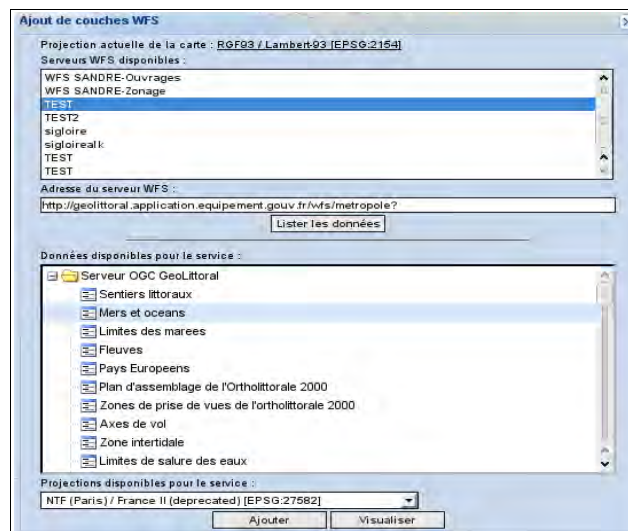 Ajout de couches WFS
Projection actuelle de la carte : RGF93 / Lambert-93 [EPSG:2154]
Serveurs WFS disponibles :
WFS SANDRE-Ouvrages
WFS SANDRE-Zonage
TEST
TEST2
sigloire
sigloirealk
TEST
TEST
Adresse du serveur WFS :
http://geolittoral.application.equipement.gouv.fr/wfs/metropole?
Lister les données
Données disponibles pour le service :
Serveur OGC GeoLittoral
Sentiers littoraux
Mers et oceans
Limites des marees
Fleuves
Pays Europeens
Plan d'assemblage de l'Ortholittorale 2000
Zones de prise de vues de l'ortholittorale 2000
Axes de vol
Zone intertidale
Limites de salure des eaux
Projections disponibles pour le service :
NTF (Paris) / France II (deprecated) [EPSG:27582]
Ajouter Visualiser